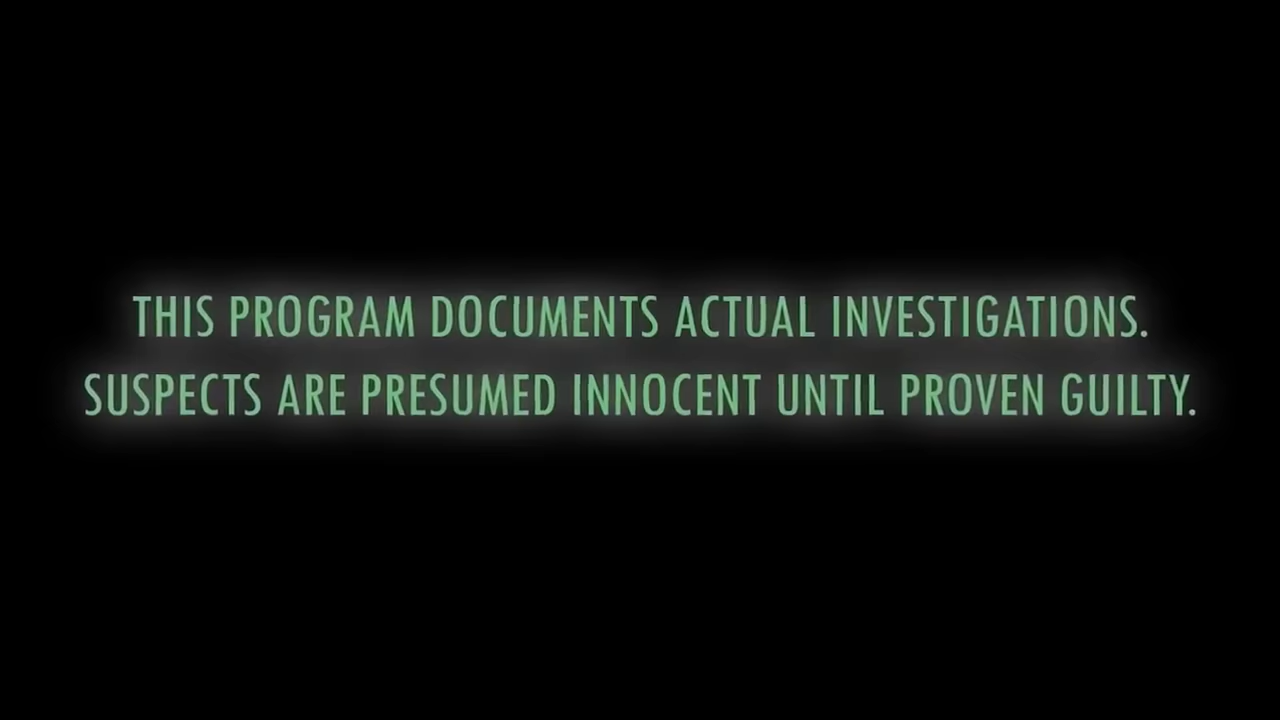 THIS PROGRAM DOCUMENTS ACTUAL INVESTIGATIONS.
SUSPECTS ARE PRESUMED INNOCENT UNTIL PROVEN GUILTY.